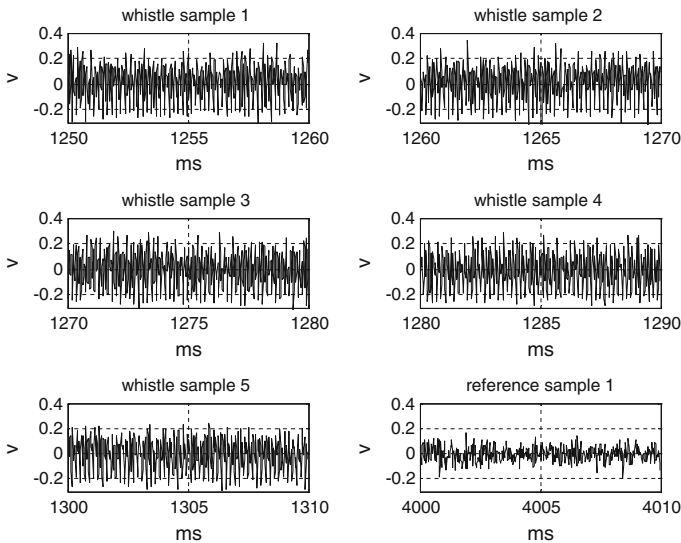 whistle sample 1
0.4
0.2
0
-0.2
v
1250 1255 1260
ms
whistle sample 2
0.4
0.2
0
-0.2
v
1260 1265 1270
ms
whistle sample 3
0.4
0.2
0
-0.2
v
1270 1275 1280
ms
whistle sample 4
0.4
0.2
0
-0.2
v
1280 1285 1290
ms
whistle sample 5
0.4
0.2
0
-0.2
v
1300 1305 1310
ms
reference sample 1
0.4
0.2
0
-0.2
v
4000 4005 4010
ms